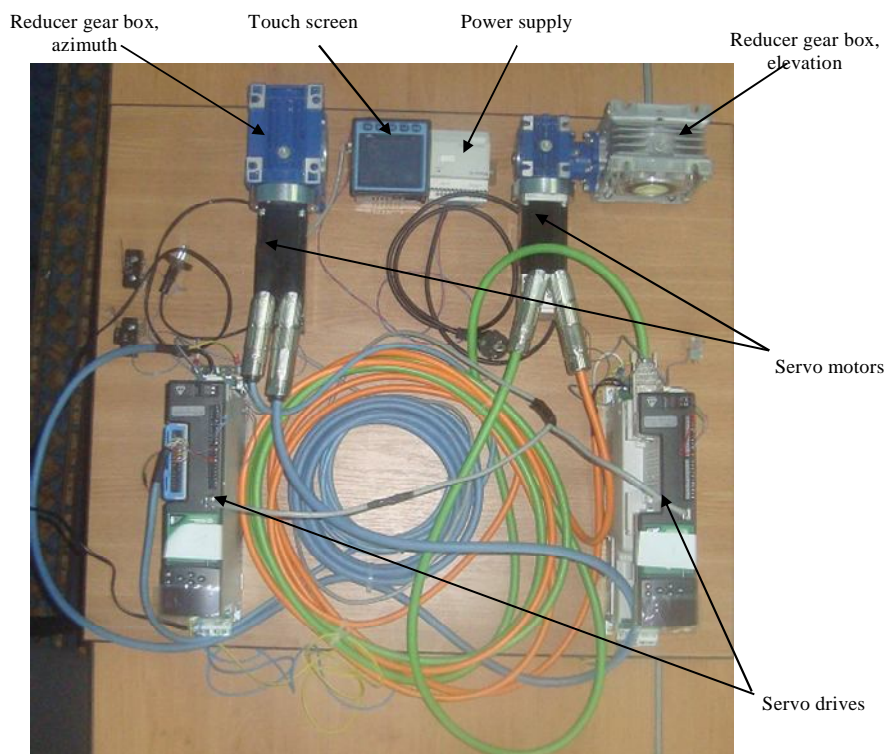 Reducer gear box,
azimuth
Touch screen
Power supply
Reducer gear box,
elevation
Servo motors
Servo drives